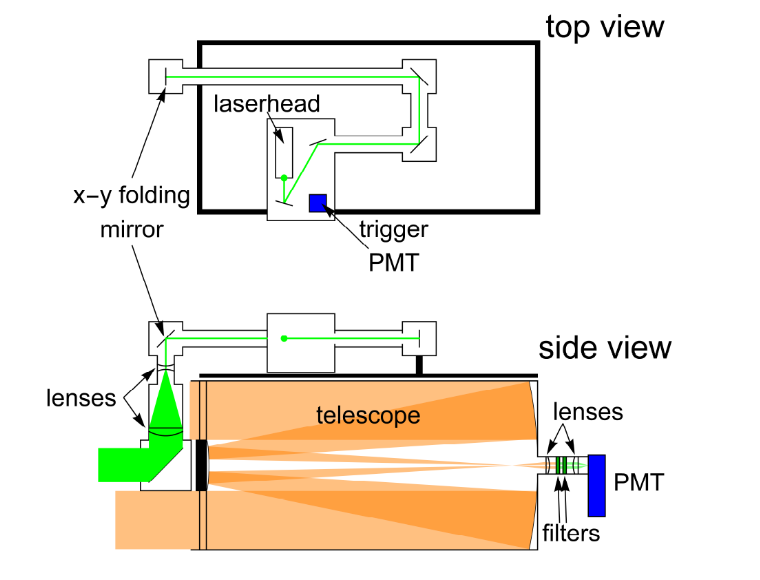 top view
laserhead
x−y folding
mirror
trigger
PMT
side view
lenses
telescope
lenses
PMT
filters